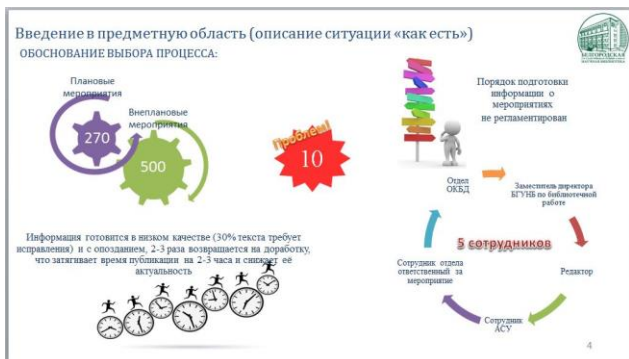 Введение в предметную область (описание ситуации «как есть»)
ОБОСНОВАНИЕ ВЫБОРА ПРОЦЕССА:
Плановые
мероприятия
270
Внеплановые
мероприятия
500
Проблем!
10
Порядок подготовки
информации о
мероприятиях
не регламентирован
Отдел
ОКБД
Заместитель директора
БГУНБ по библиотечной
работе
5 сотрудников
Сотрудник отдела
ответственный за
мероприятие
Редактор
Сотрудник
АСУ
Информация готовится в низком качестве (30% текста требует
исправления) и с опозданием, 2-3 раза возвращается на доработку,
что затягивает время публикации на 2-3 часа и снижает её
актуальность
БЕЛГОРОДСКАЯ
4